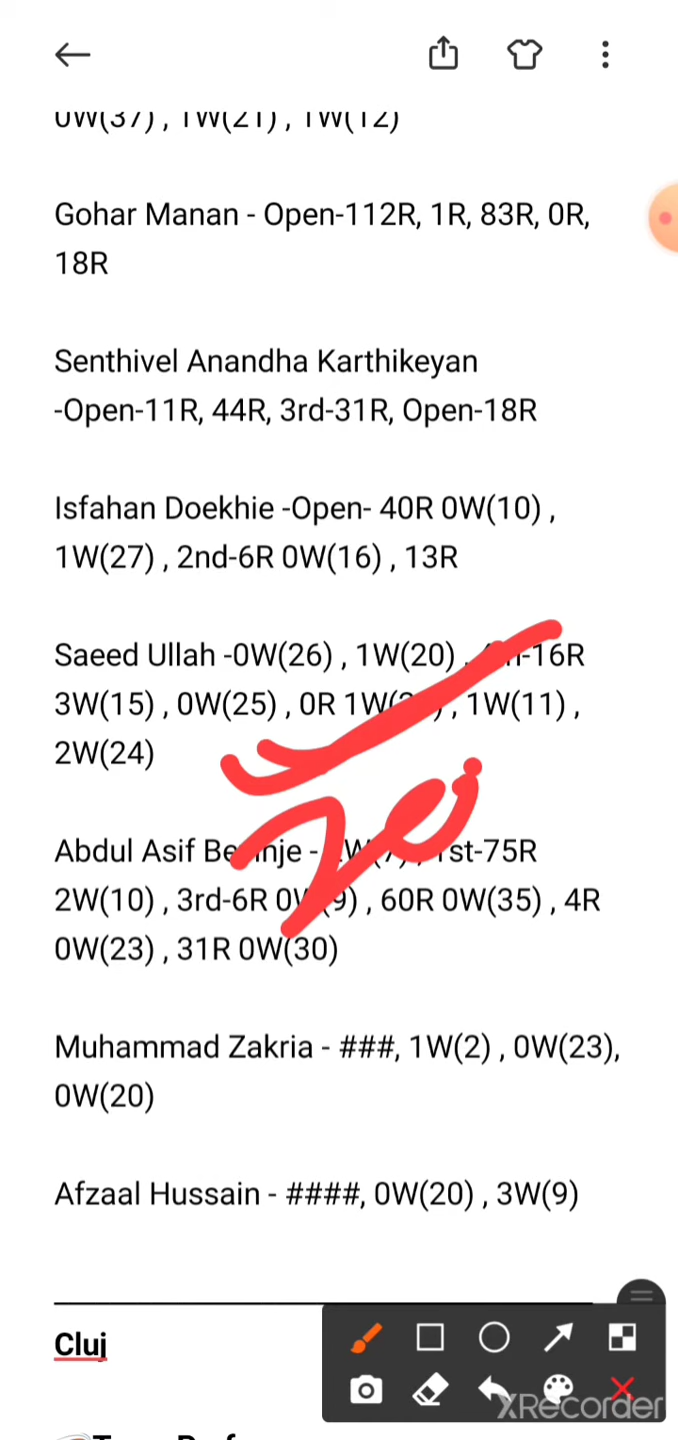 Gohar Manan - Open-112R, 1R, 83R, 0R,
18R
Senthivel Anandha Karthikeyan
-Open-11R, 44R, 3rd-31R, Open-18R
Isfahan Doekhie -Open- 40R 0W(10) ,
1W(27) , 2nd-6R 0W(16) , 13R
Saeed Ullah -0W(26) , 1W(20) , -16R
3W(15) , 0W(25) , 0R , 1W(11) ,
2W(24)
Abdul Asif - 1st-75R
2W(10) , 3rd-6R , 60R 0W(35) , 4R
0W(23) , 31R 0W(30)
Muhammad Zakria - ###, 1W(2) , 0W(23),
0W(20)
Afzaal Hussain - ####, 0W(20) , 3W(9)
Cluj
XRecorder